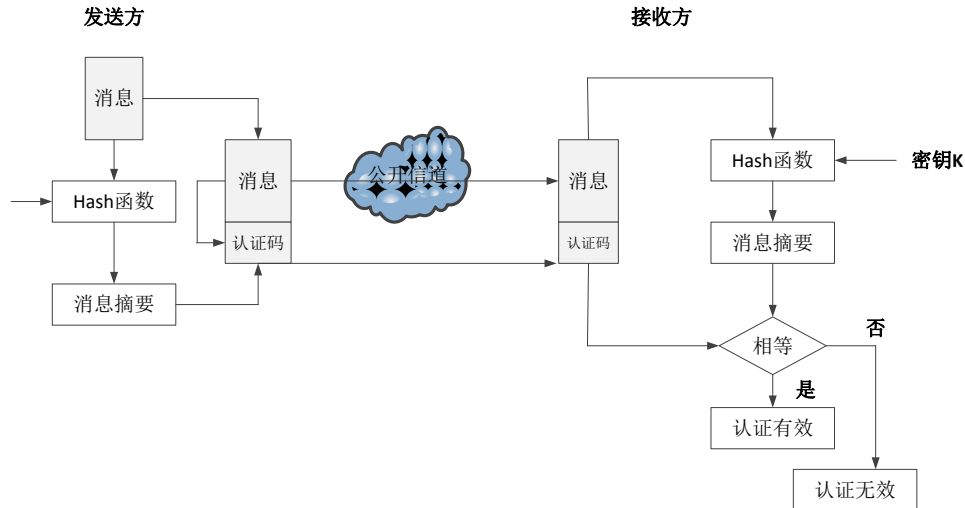 发送方
接收方
消息
Hash函数
消息摘要
消息
认证码
公开信道
消息
认证码
Hash函数
密钥K
消息摘要
相等
否
是
认证有效
认证无效